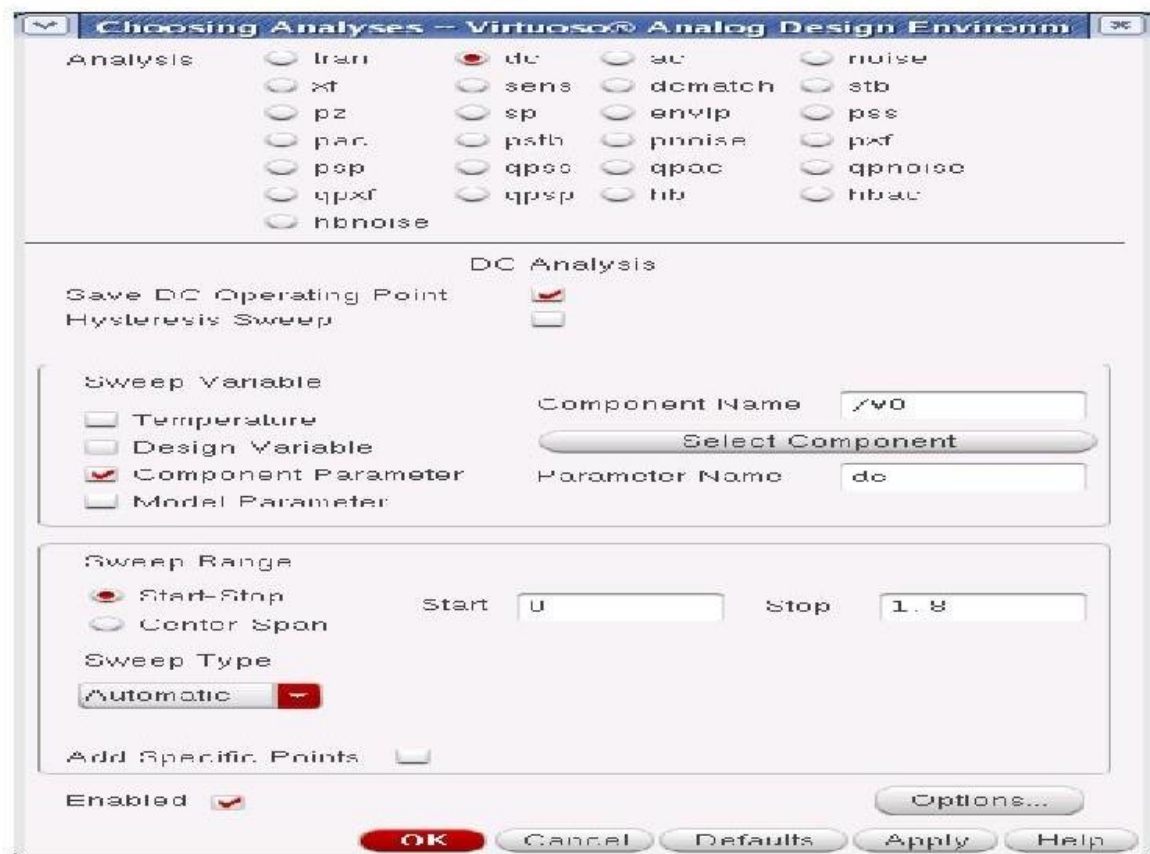 Choosing Analyses – Virtuoso® Analog Design Environm
Analysis tran dc ac noise
xf sens dcmatch stb
pz sp envlp pss
pac pstb pnoise pxf
psp qpss qpac qpnoise
qpxf qpsp hb hbac
hbnoise
DC Analysis
Save DC Operating Point
Hysteresis Sweep
Sweep Variable
Temperature
Design Variable
Component Parameter
Model Parameter
Component Name /v0
Select Component
Parameter Name dc
Sweep Range
Start-Stop
Center Span
Start 0 Stop 1.8
Sweep Type
Automatic
Add Specific Points
Enabled Options...
OK Cancel Defaults Apply Help